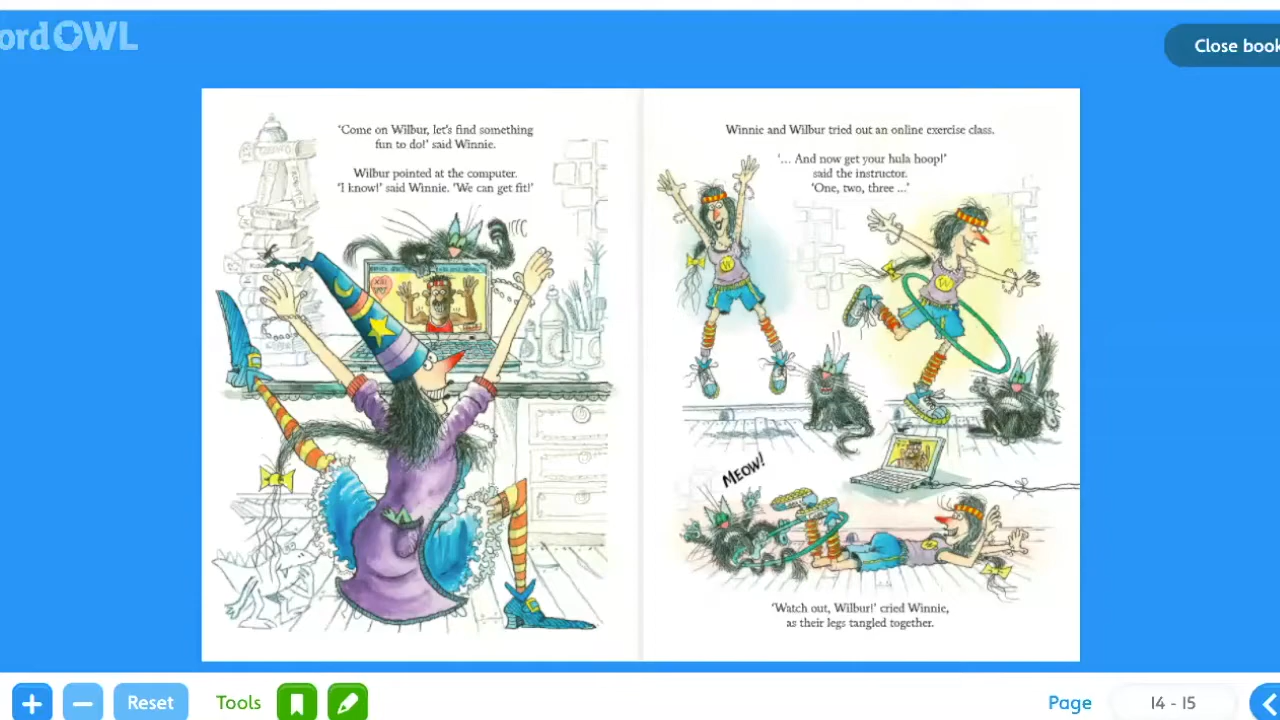 ordOWL
Close book
'Come on Wilbur, let's find something
fun to do!' said Winnie.
Wilbur pointed at the computer.
'I know!' said Winnie. 'We can get fit!'
Winnie and Wilbur tried out an online exercise class.
'... And now get your hula hoop!'
said the instructor.
'One, two, three ...'
W
W
MEOW!
'Watch out, Wilbur!' cried Winnie,
as their legs tangled together.
Reset
Tools
Page
14 - 15